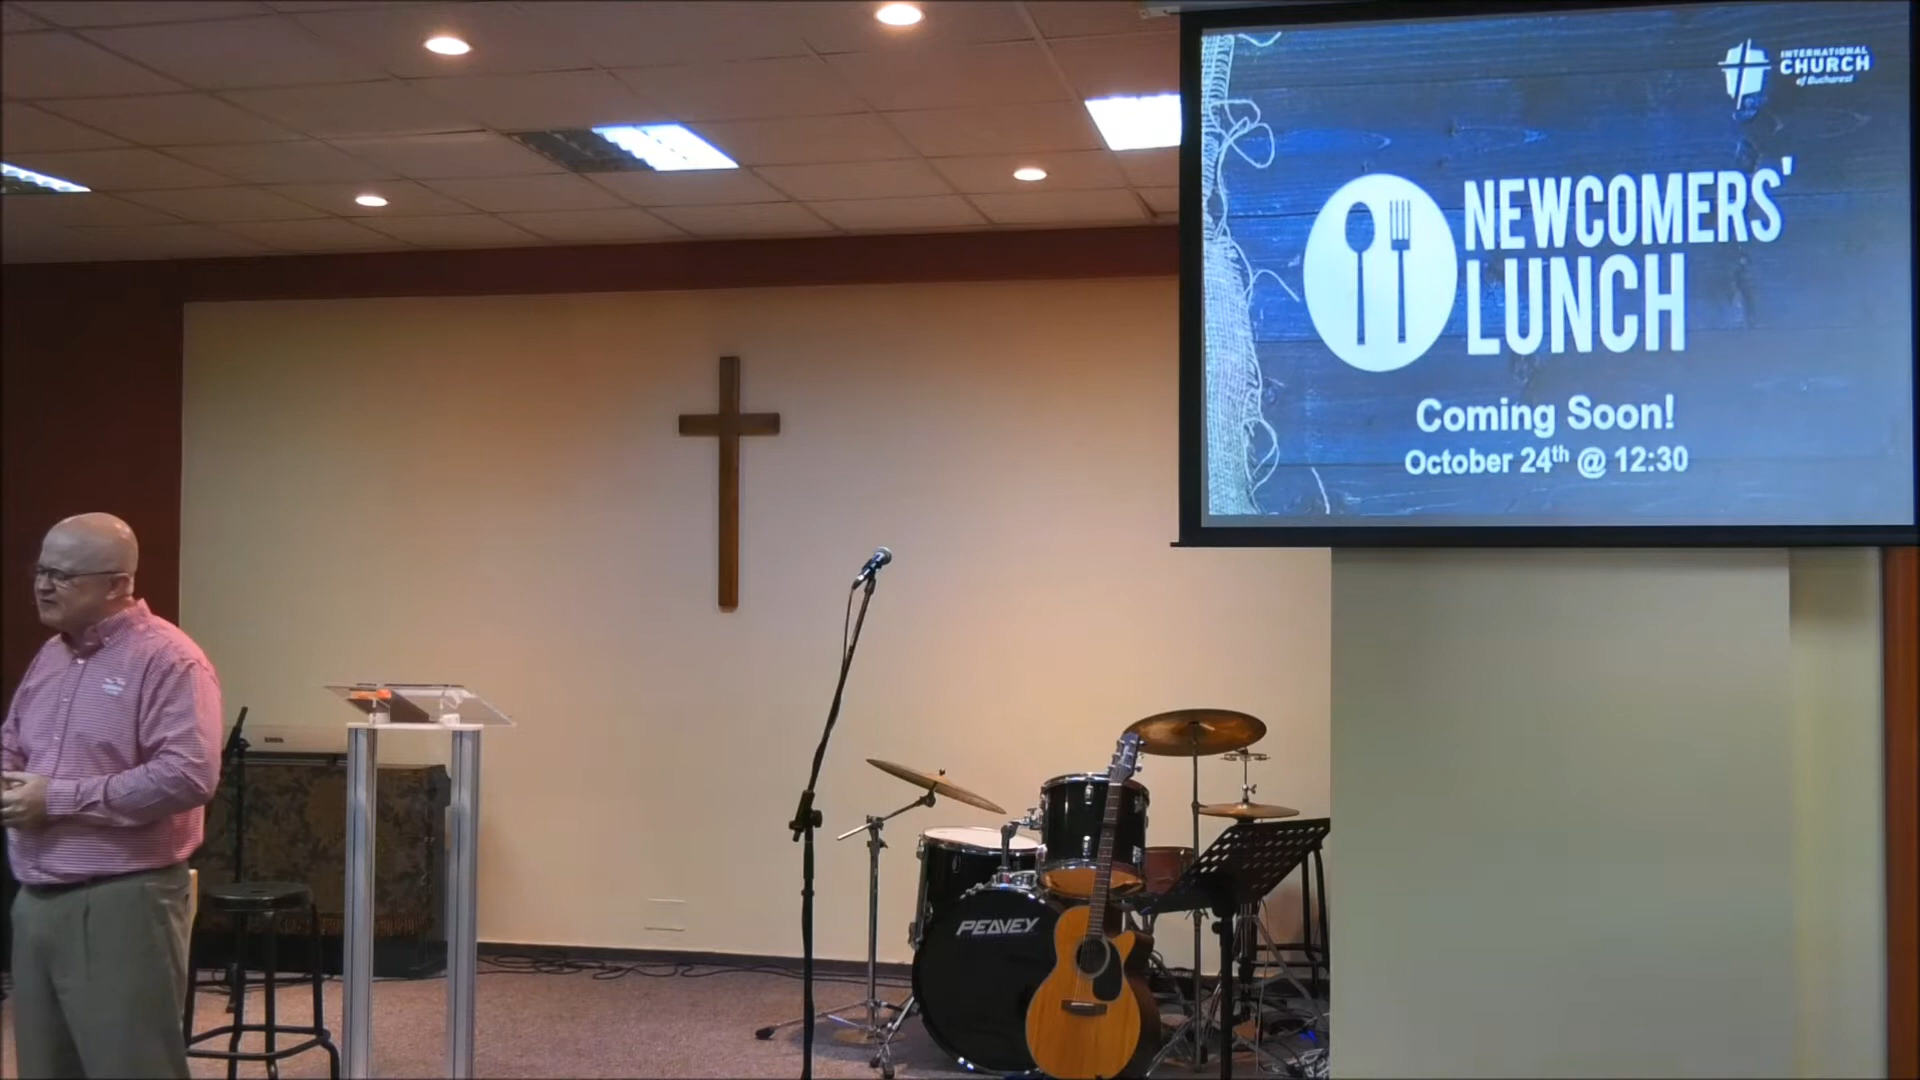 INTERNATIONAL
CHURCH
of Bucharest
NEWCOMERS'
LUNCH
Coming Soon!
October 24th @ 12:30
PEAVEY